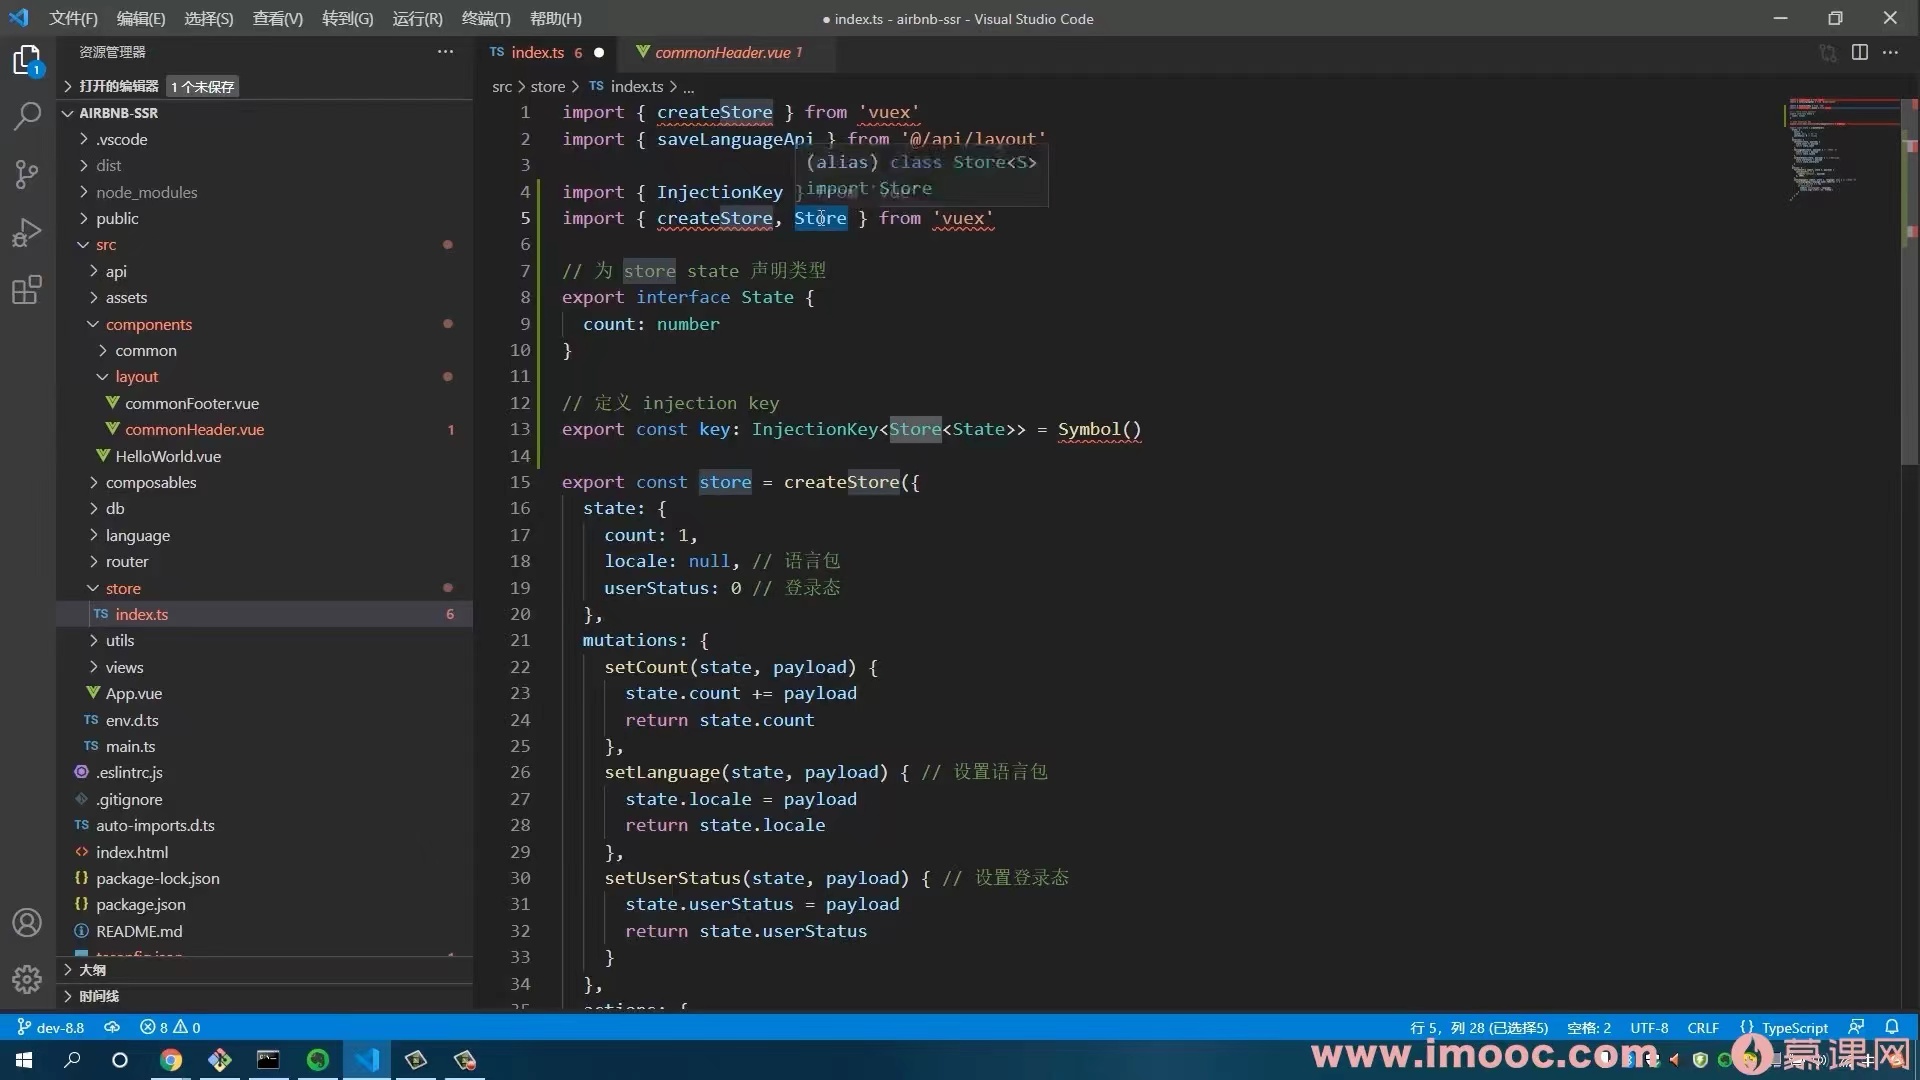 文件(F) 编辑(E) 选择(S) 查看(V) 转到(G) 运行(R) 终端(T) 帮助(H)
● index.ts - airbnb-ssr - Visual Studio Code
资源管理器
打开的编辑器 1 个未保存
AIRBNB-SSR
.vscode
dist
node_modules
public
src
api
assets
components
common
layout
commonFooter.vue
commonHeader.vue 1
HelloWorld.vue
composables
db
language
router
store
TS index.ts 6
utils
views
App.vue
TS env.d.ts
TS main.ts
.eslintrc.js
.gitignore
TS auto-imports.d.ts
index.html
package-lock.json
package.json
README.md
大纲
时间线
TS index.ts 6
commonHeader.vue 1
src > store > TS index.ts > ...
1 import { createStore } from 'vuex'
2 import { saveLanguageApi } from '@/api/layout'
(alias) class Store<S>
import Store
3
4 import { InjectionKey
5 import { createStore, Store } from 'vuex'
6
7 // 为 store state 声明类型
8 export interface State {
9 count: number
10 }
11
12 // 定义 injection key
13 export const key: InjectionKey<Store<State>> = Symbol()
14
15 export const store = createStore({
16 state: {
17 count: 1,
18 locale: null, // 语言包
19 userStatus: 0 // 登录态
20 },
21 mutations: {
22 setCount(state, payload) {
23 state.count += payload
24 return state.count
25 },
26 setLanguage(state, payload) { // 设置语言包
27 state.locale = payload
28 return state.locale
29 },
30 setUserStatus(state, payload) { // 设置登录态
31 state.userStatus = payload
32 return state.userStatus
33 }
34 },
dev-8.8 8 0
行 5，列 28 (已选择5) 空格: 2 UTF-8 CRLF {} TypeScript
www.imooc.com 慕课网